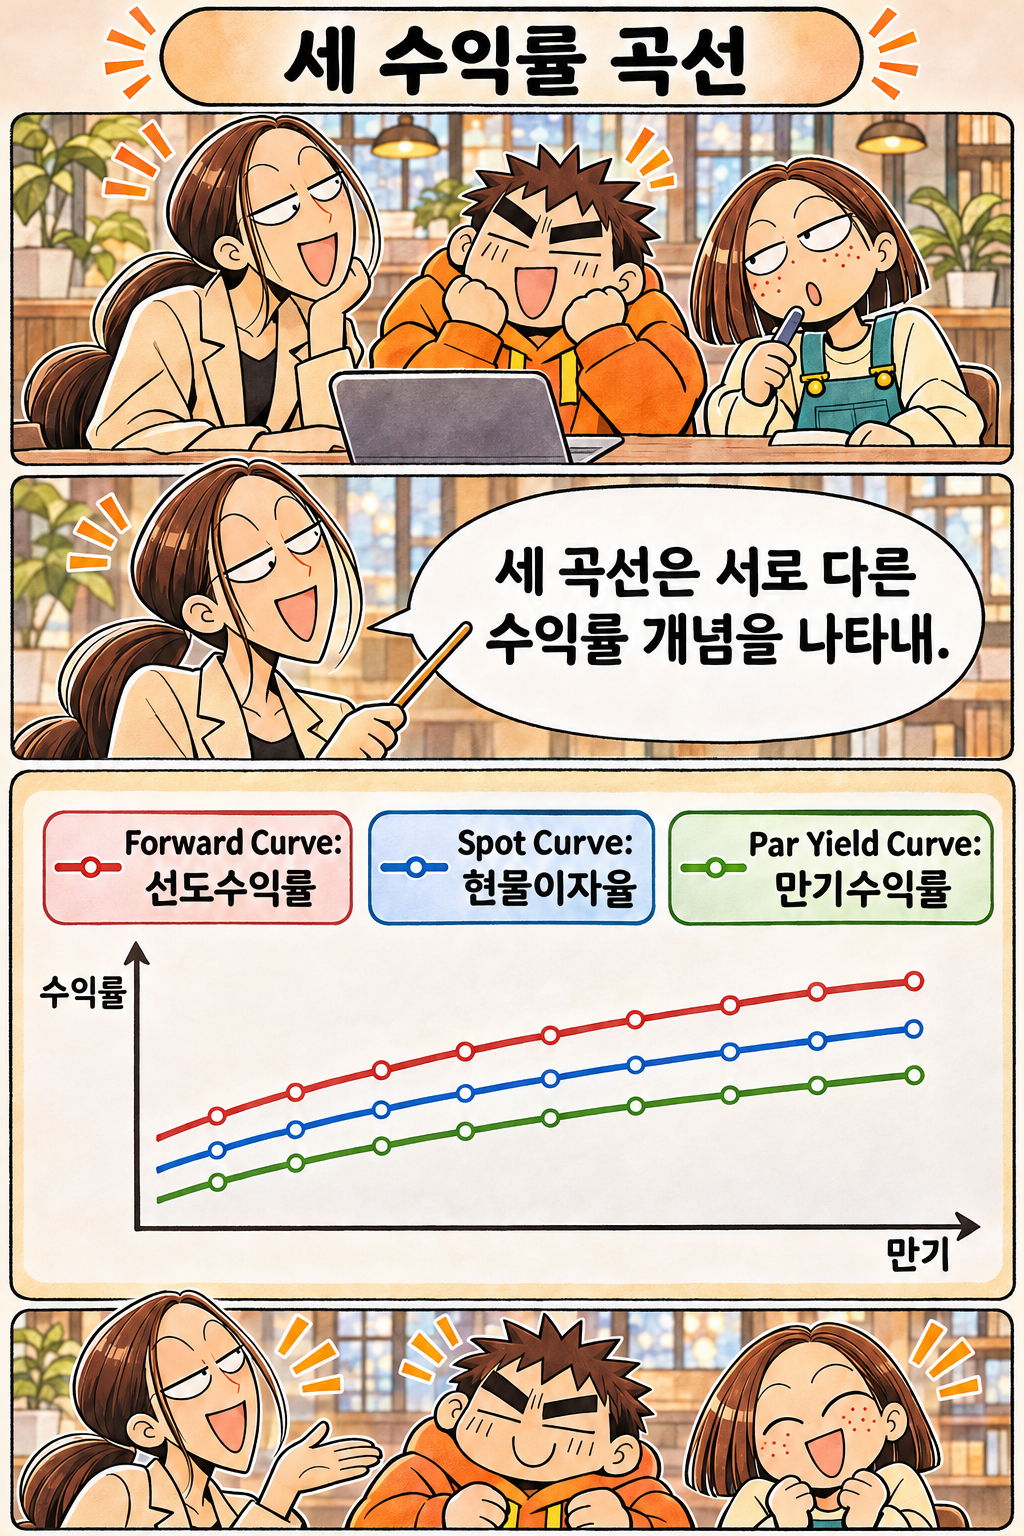 세 수익률 곡선
세 곡선은 서로 다른
수익률 개념을 나타내.
Forward Curve:
선도수익률
Spot Curve:
현물이자율
Par Yield Curve:
만기수익률
수익률
만기